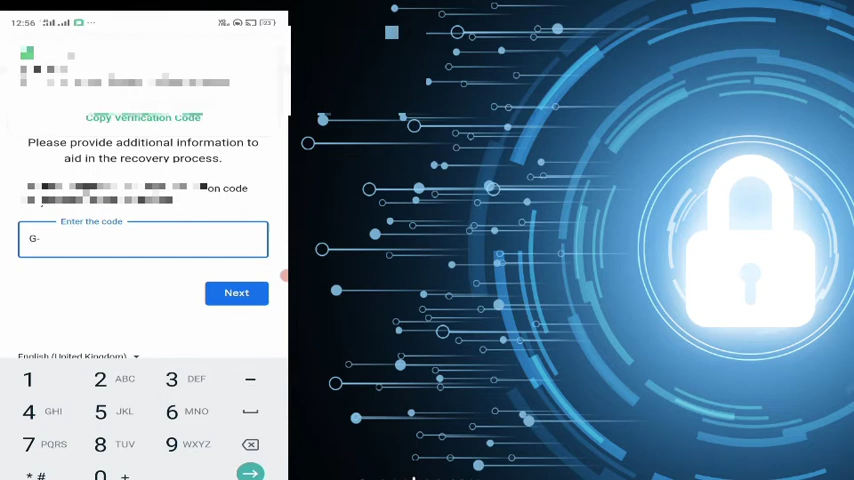 12:56
Copy Verification Code
Please provide additional information to
aid in the recovery process.
on code
Enter the code
G-
Next
English (United Kingdom)
1 2 ABC 3 DEF –
4 GHI 5 JKL 6 MNO
7 PQRS 8 TUV 9 WXYZ
* # 0 +